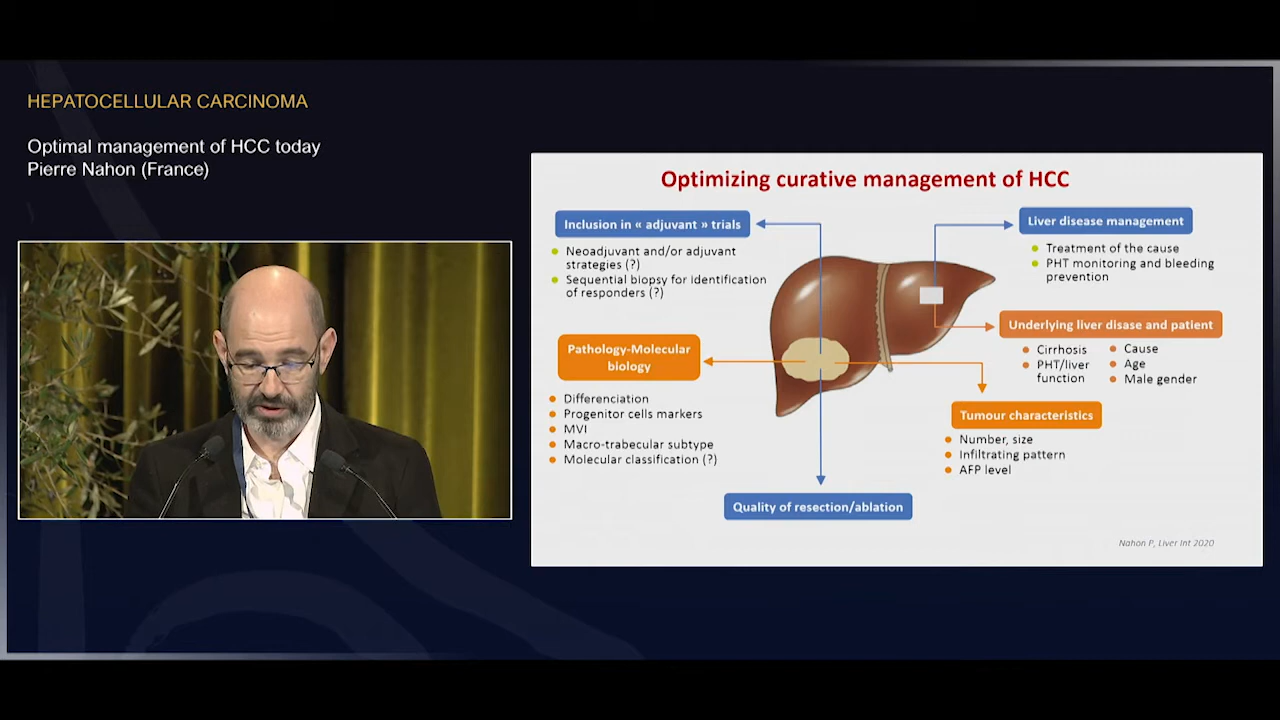 HEPATOCELLULAR CARCINOMA
Optimal management of HCC today
Pierre Nahon (France)
Optimizing curative management of HCC
Inclusion in « adjuvant » trials
Neoadjuvant and/or adjuvant
strategies (?)
Sequential biopsy for identification
of responders (?)
Pathology-Molecular
biology
Differenciation
Progenitor cells markers
MVI
Macro-trabecular subtype
Molecular classification (?)
Quality of resection/ablation
Liver disease management
Treatment of the cause
PHT monitoring and bleeding
prevention
Underlying liver disase and patient
Cirrhosis
PHT/liver
function
Cause
Age
Male gender
Tumour characteristics
Number, size
Infiltrating pattern
AFP level
Nahon P, Liver Int 2020